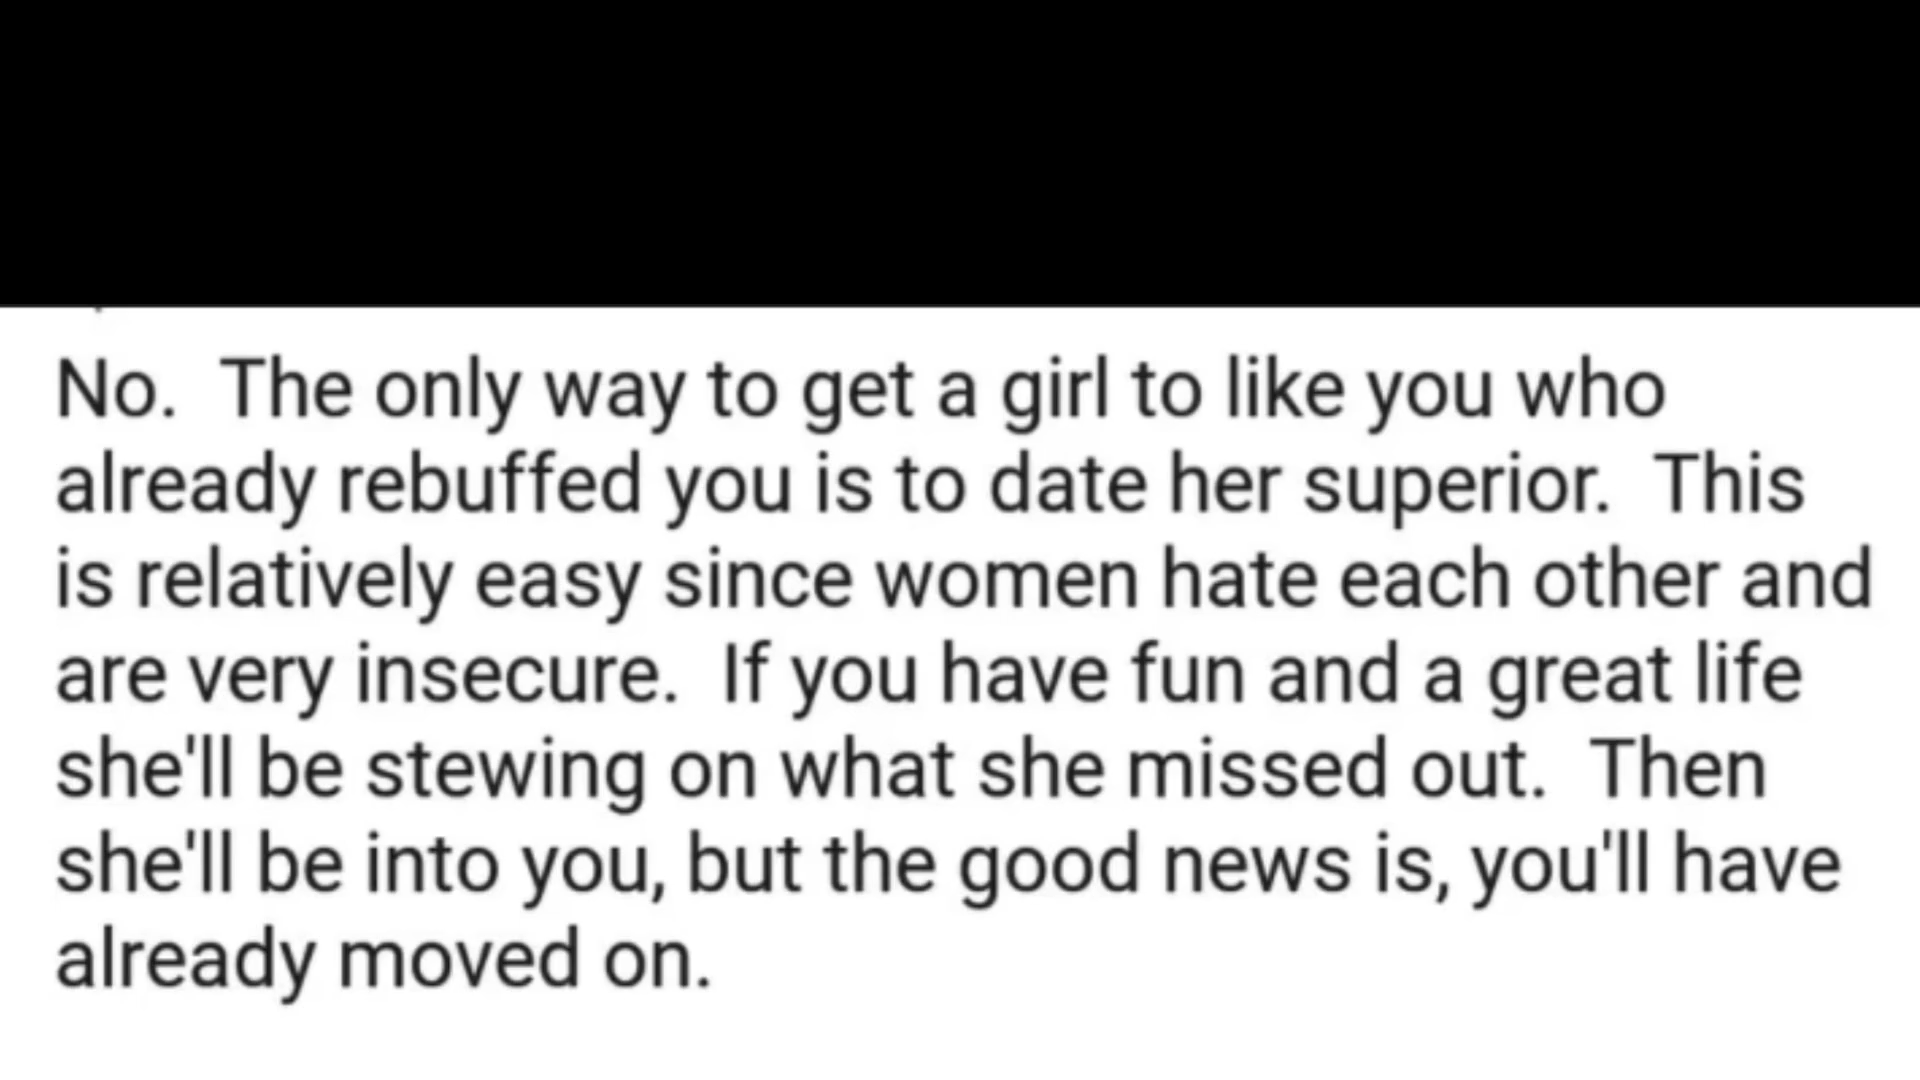 No.  The only way to get a girl to like you who
already rebuffed you is to date her superior.  This
is relatively easy since women hate each other and
are very insecure.  If you have fun and a great life
she'll be stewing on what she missed out.  Then
she'll be into you, but the good news is, you'll have
already moved on.